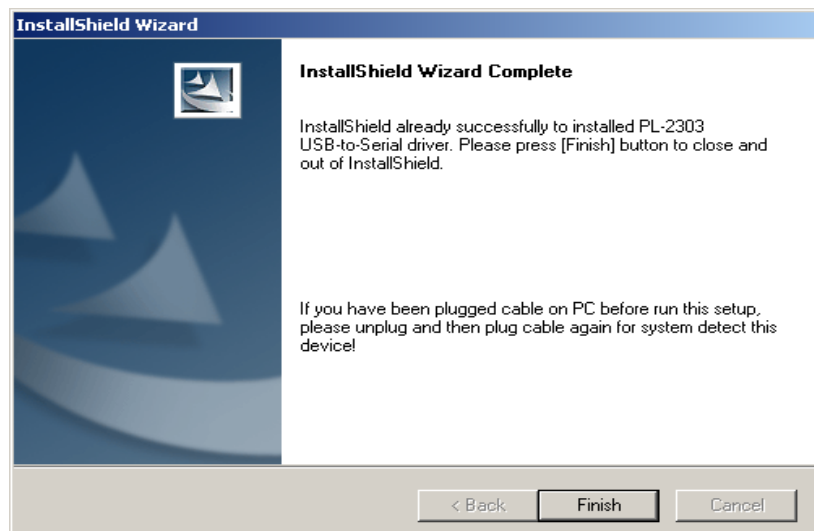 InstallShield Wizard
InstallShield Wizard Complete
InstallShield already successfully to installed PL-2303
USB-to-Serial driver. Please press [Finish] button to close and
out of InstallShield.
If you have been plugged cable on PC before run this setup,
please unplug and then plug cable again for system detect this
device!
< Back
Finish
Cancel